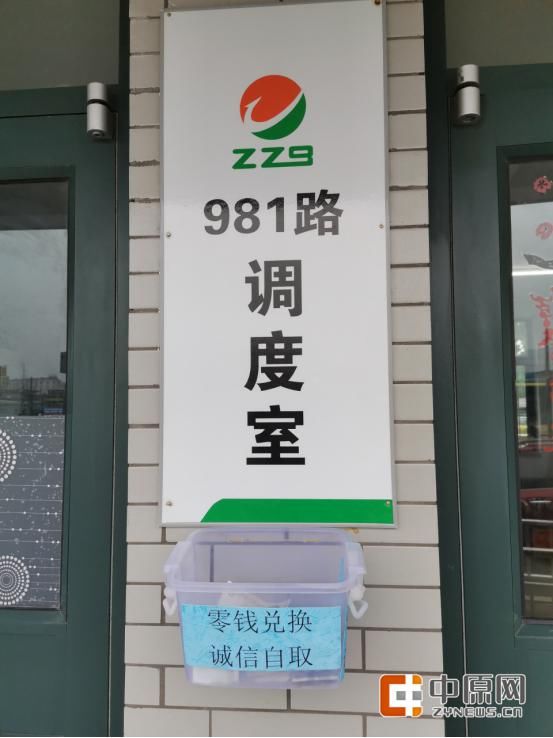 ZZB
981路
调
度
室
零钱兑换
诚信自取
中原网
ZYNEWS.CN